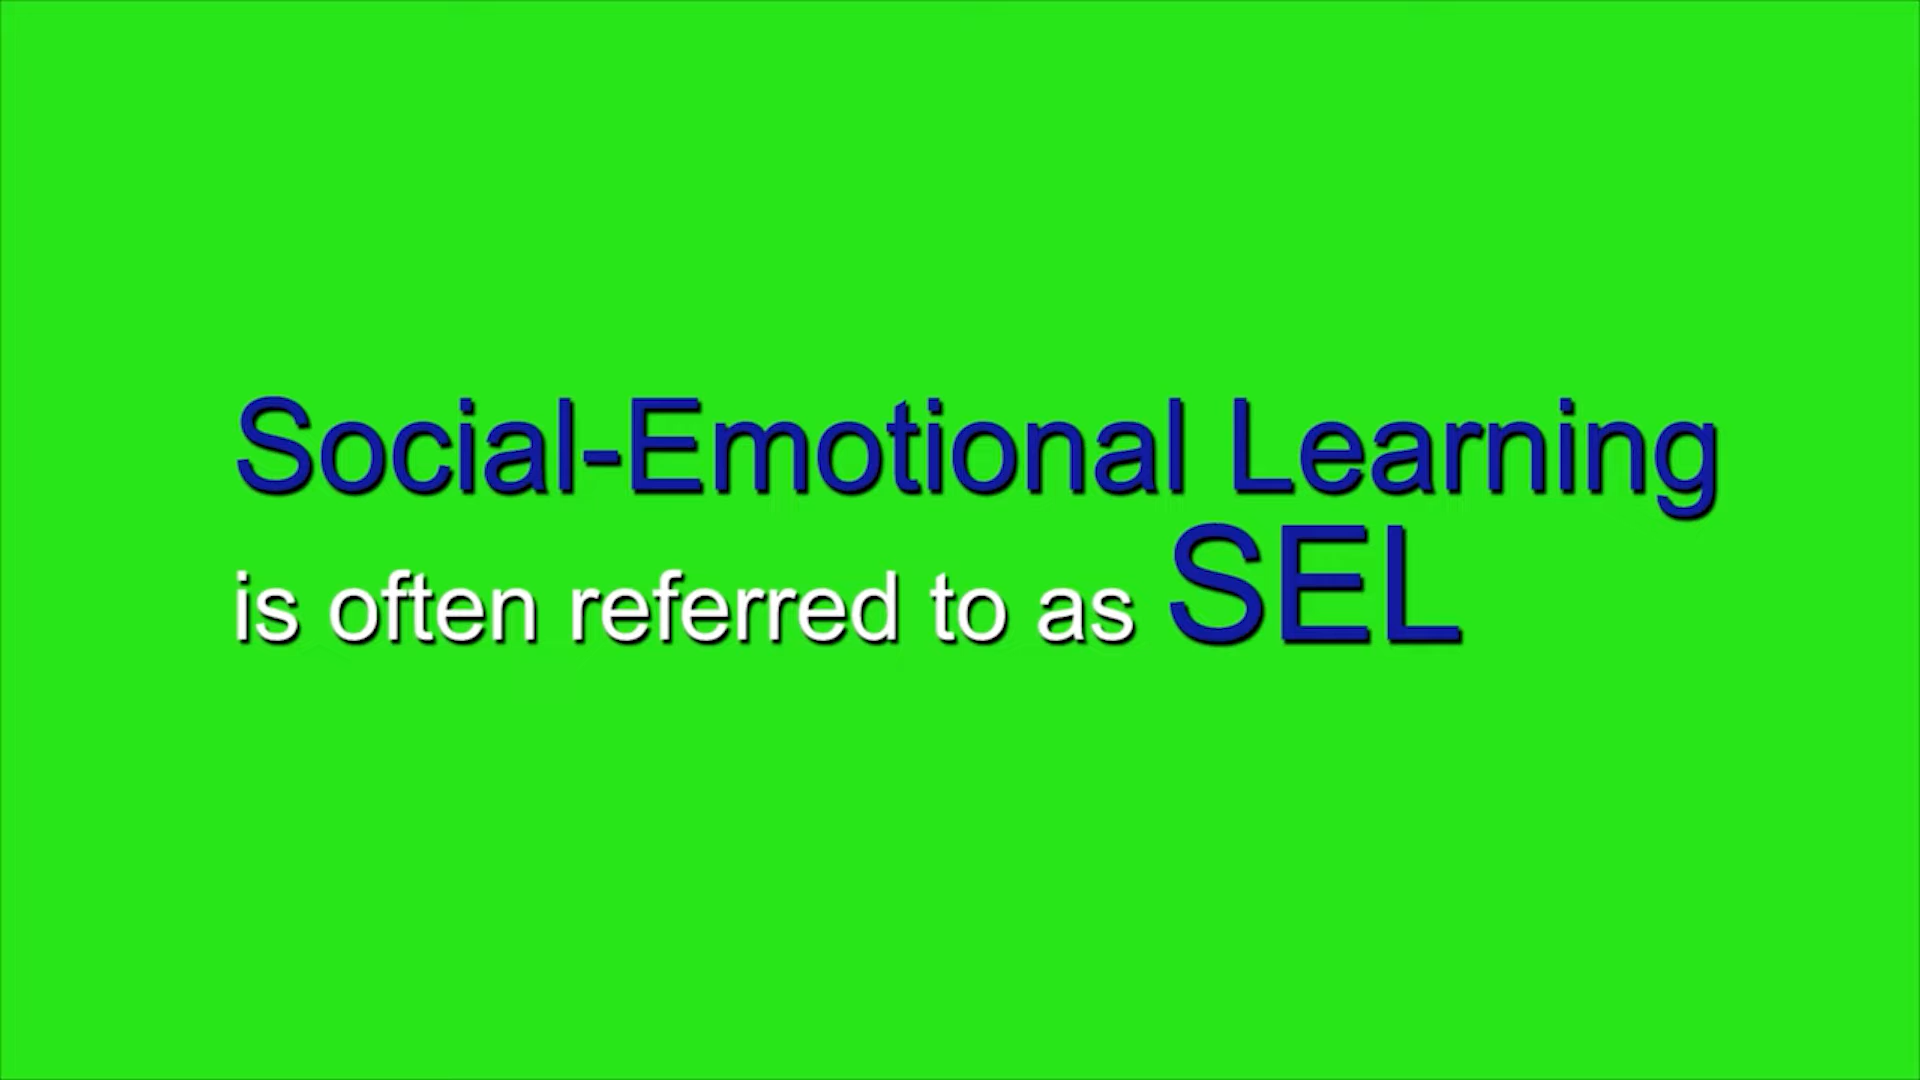 Social-Emotional Learning
is often referred to as SEL